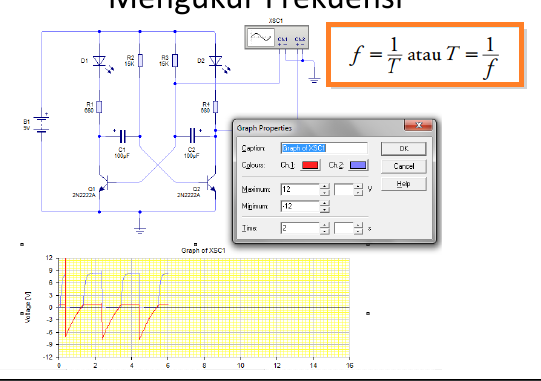 Mengukur Frekuensi
XSC1
Ch1 Ch2
f = 1/T atau T = 1/f
D1
R2
15K
R3
15K
D2
R1
680
R4
680
B1
9V
C1
100µF
C2
100µF
Q1
2N2222A
Q2
2N2222A
Graph Properties
Caption: Graph of XSC1
OK
Colours: Ch.1: Ch 2:
Cancel
Help
Maximum: 12 V
Minimum: -12
Time: 2 s
Graph of XSC1
Voltage [V]
12
9
6
3
0
-3
-6
-9
-12
0 2 4 6 8 10 12 14 16